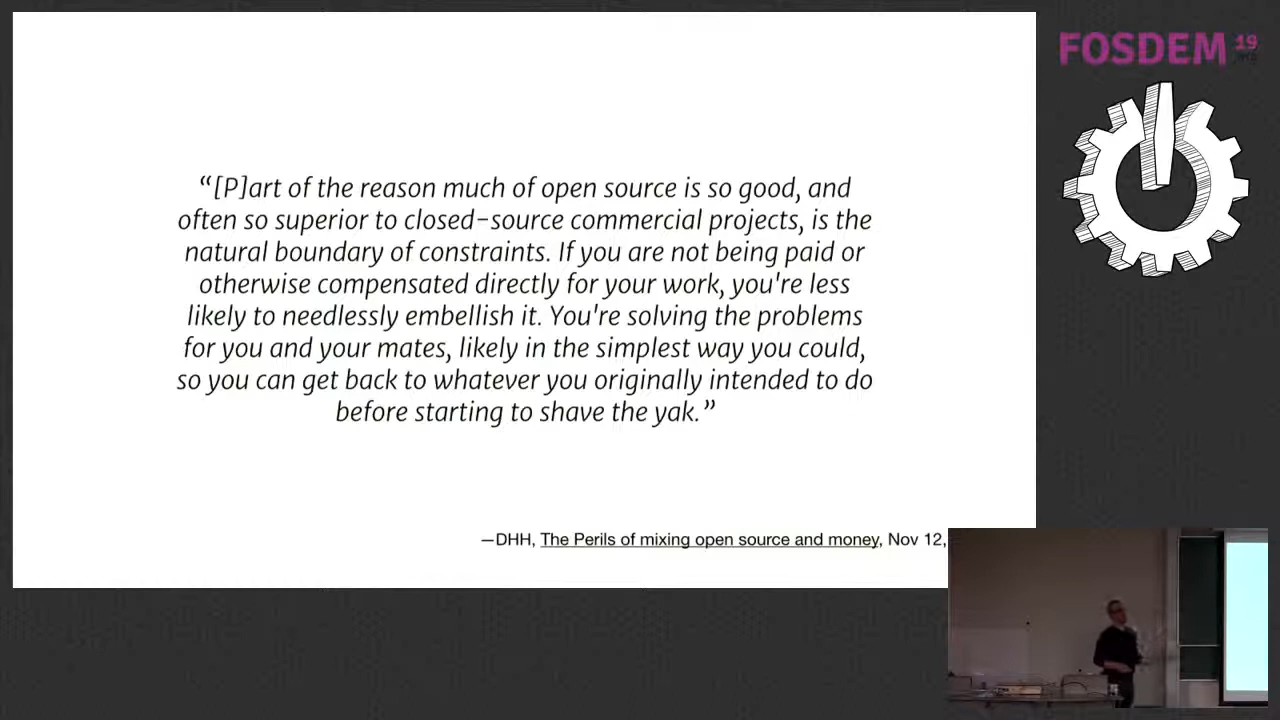 “[P]art of the reason much of open source is so good, and
often so superior to closed-source commercial projects, is the
natural boundary of constraints. If you are not being paid or
otherwise compensated directly for your work, you're less
likely to needlessly embellish it. You're solving the problems
for you and your mates, likely in the simplest way you could,
so you can get back to whatever you originally intended to do
before starting to shave the yak.”
—DHH, The Perils of mixing open source and money, Nov 12,
FOSDEM 19